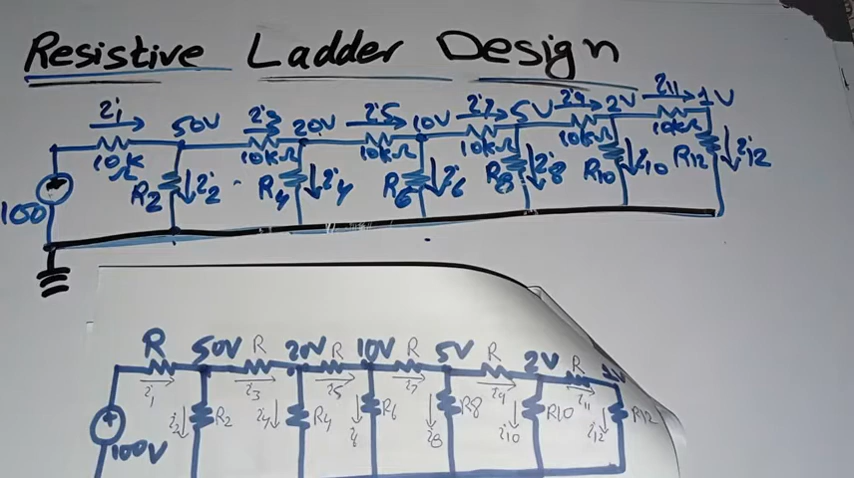 Resistive Ladder Design
i1 50V i3 20V i5 10V i7 5V i9 2V i11 1V
10K Ω 10KΩ 10KΩ 10KΩ 10KΩ 10KΩ
R2 i2 R4 i4 R6 i6 R8 i8 R10 i10 R12 i12
100
R 50V R 20V R 10V R 5V R 2V R
i1 i3 i5 i7 i9 i11
i2 R2 i4 R4 R6 R8 R10 R12
i8 i10 i12
100V